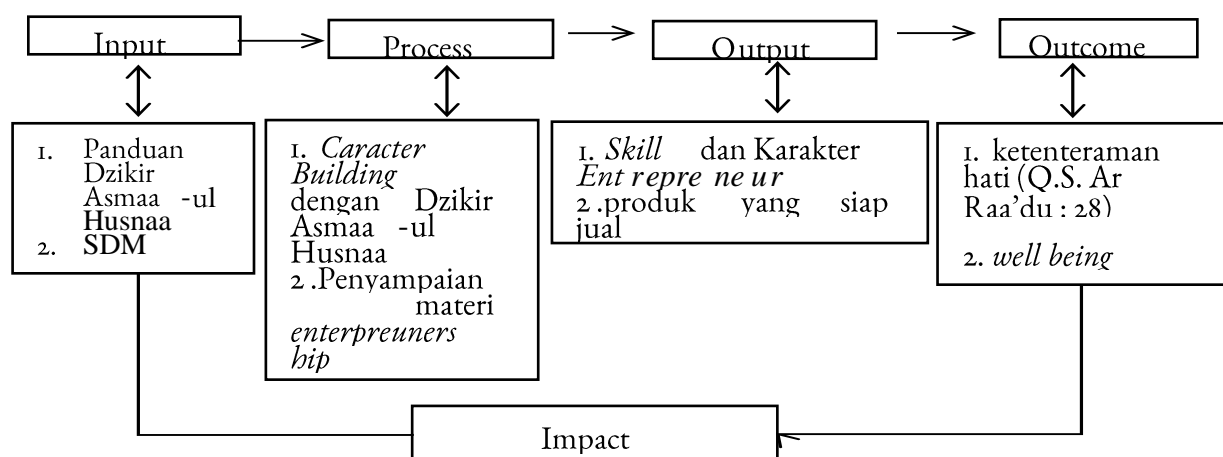 Input
Process
Output
Outcome
1. Panduan
Dzikir
Asmaa -ul
Husnaa
2. SDM
1. Caracter
Building
dengan Dzikir
Asmaa -ul
Husnaa
2 .Penyampaian
materi
enterpreuners
hip
1. Skill dan Karakter
Ent repre ne ur
2 .produk yang siap
jual
1. ketenteraman
hati (Q.S. Ar
Raa’du : 28)
2. well being
Impact